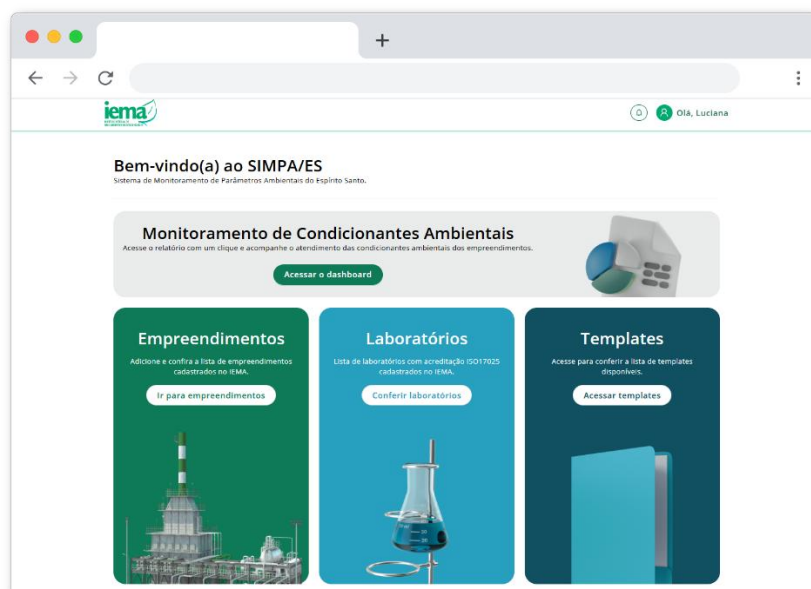 iema
Olá, Luciana
Bem-vindo(a) ao SIMPA/ES
Sistema de Monitoramento de Parâmetros Ambientais do Espírito Santo.
Monitoramento de Condicionantes Ambientais
Acesse o relatório com um clique e acompanhe o atendimento das condicionantes ambientais dos empreendimentos.
Acessar o dashboard
Empreendimentos
Adicione e confira a lista de empreendimentos
cadastrados no IEMA.
Ir para empreendimentos
Laboratórios
Lista de laboratórios com acreditação ISO17025
cadastrados no IEMA.
Conferir laboratórios
Templates
Acesse para conferir a lista de templates
disponíveis.
Acessar templates